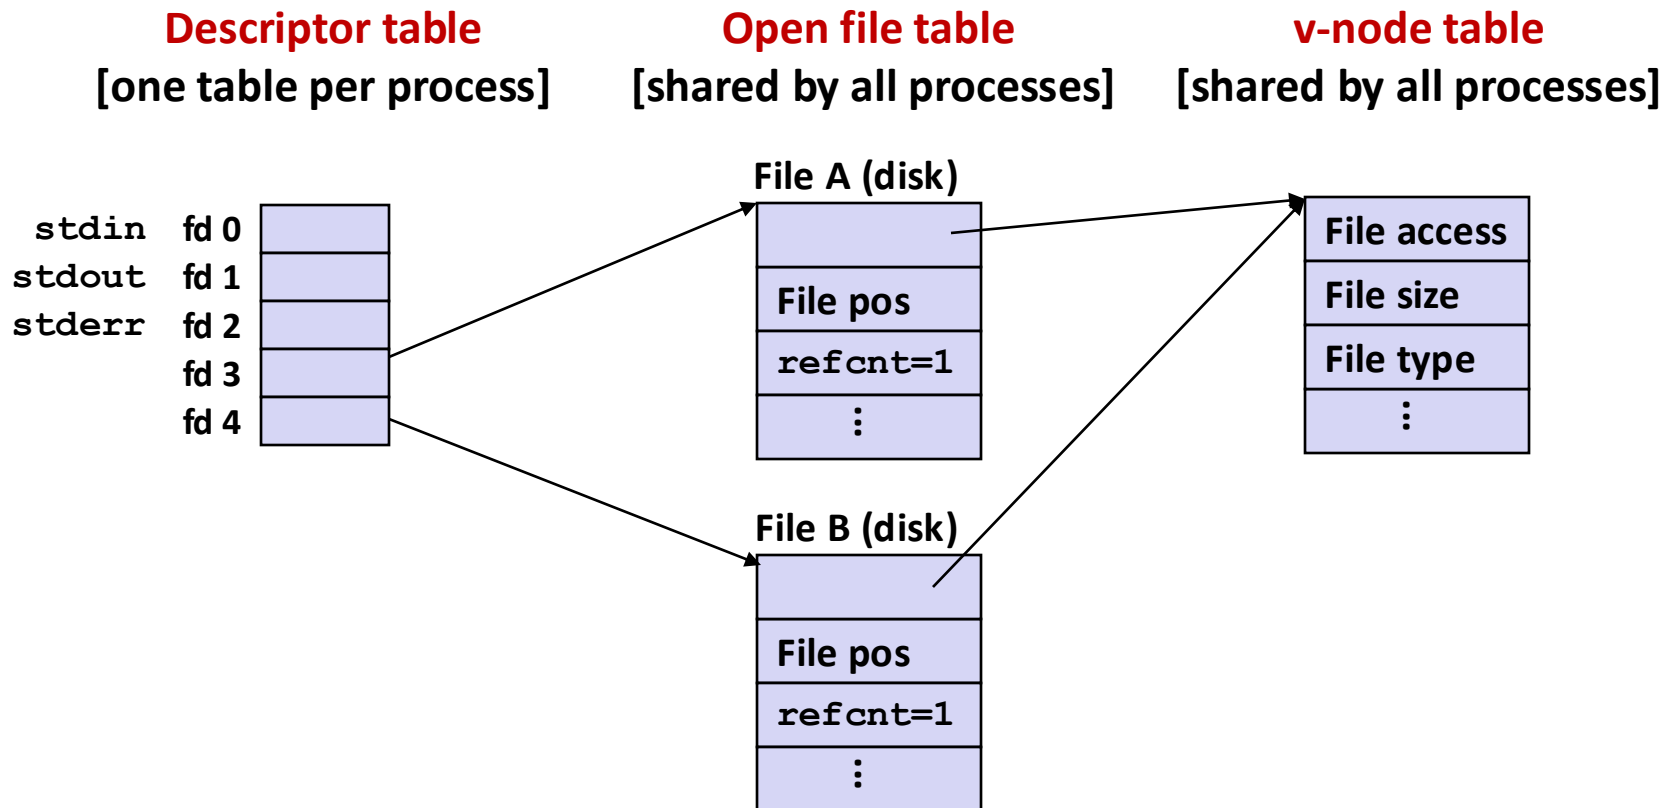 Descriptor table
[one table per process]
Open file table
[shared by all processes]
v-node table
[shared by all processes]
stdin fd 0
stdout fd 1
stderr fd 2
fd 3
fd 4
File A (disk)
File pos
refcnt=1
⋮
File B (disk)
File pos
refcnt=1
⋮
File access
File size
File type
⋮